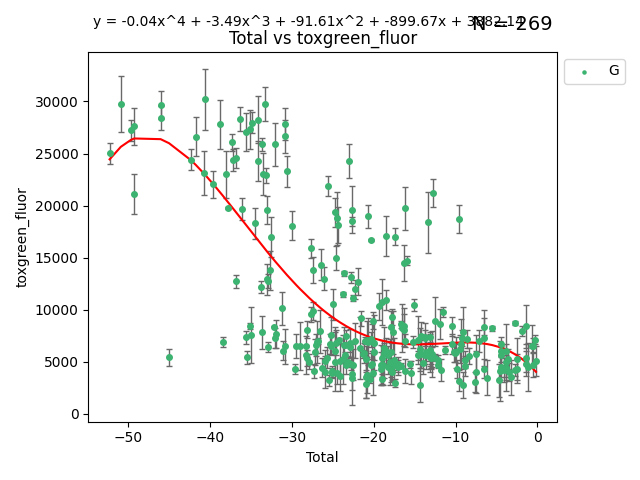 y = -0.04x^4 + -3.49x^3 + -91.61x^2 + -899.67x + 3882.14
N = 269
Total vs toxgreen_fluor
G
toxgreen_fluor
30000
25000
20000
15000
10000
5000
0
−50 −40 −30 −20 −10 0
Total